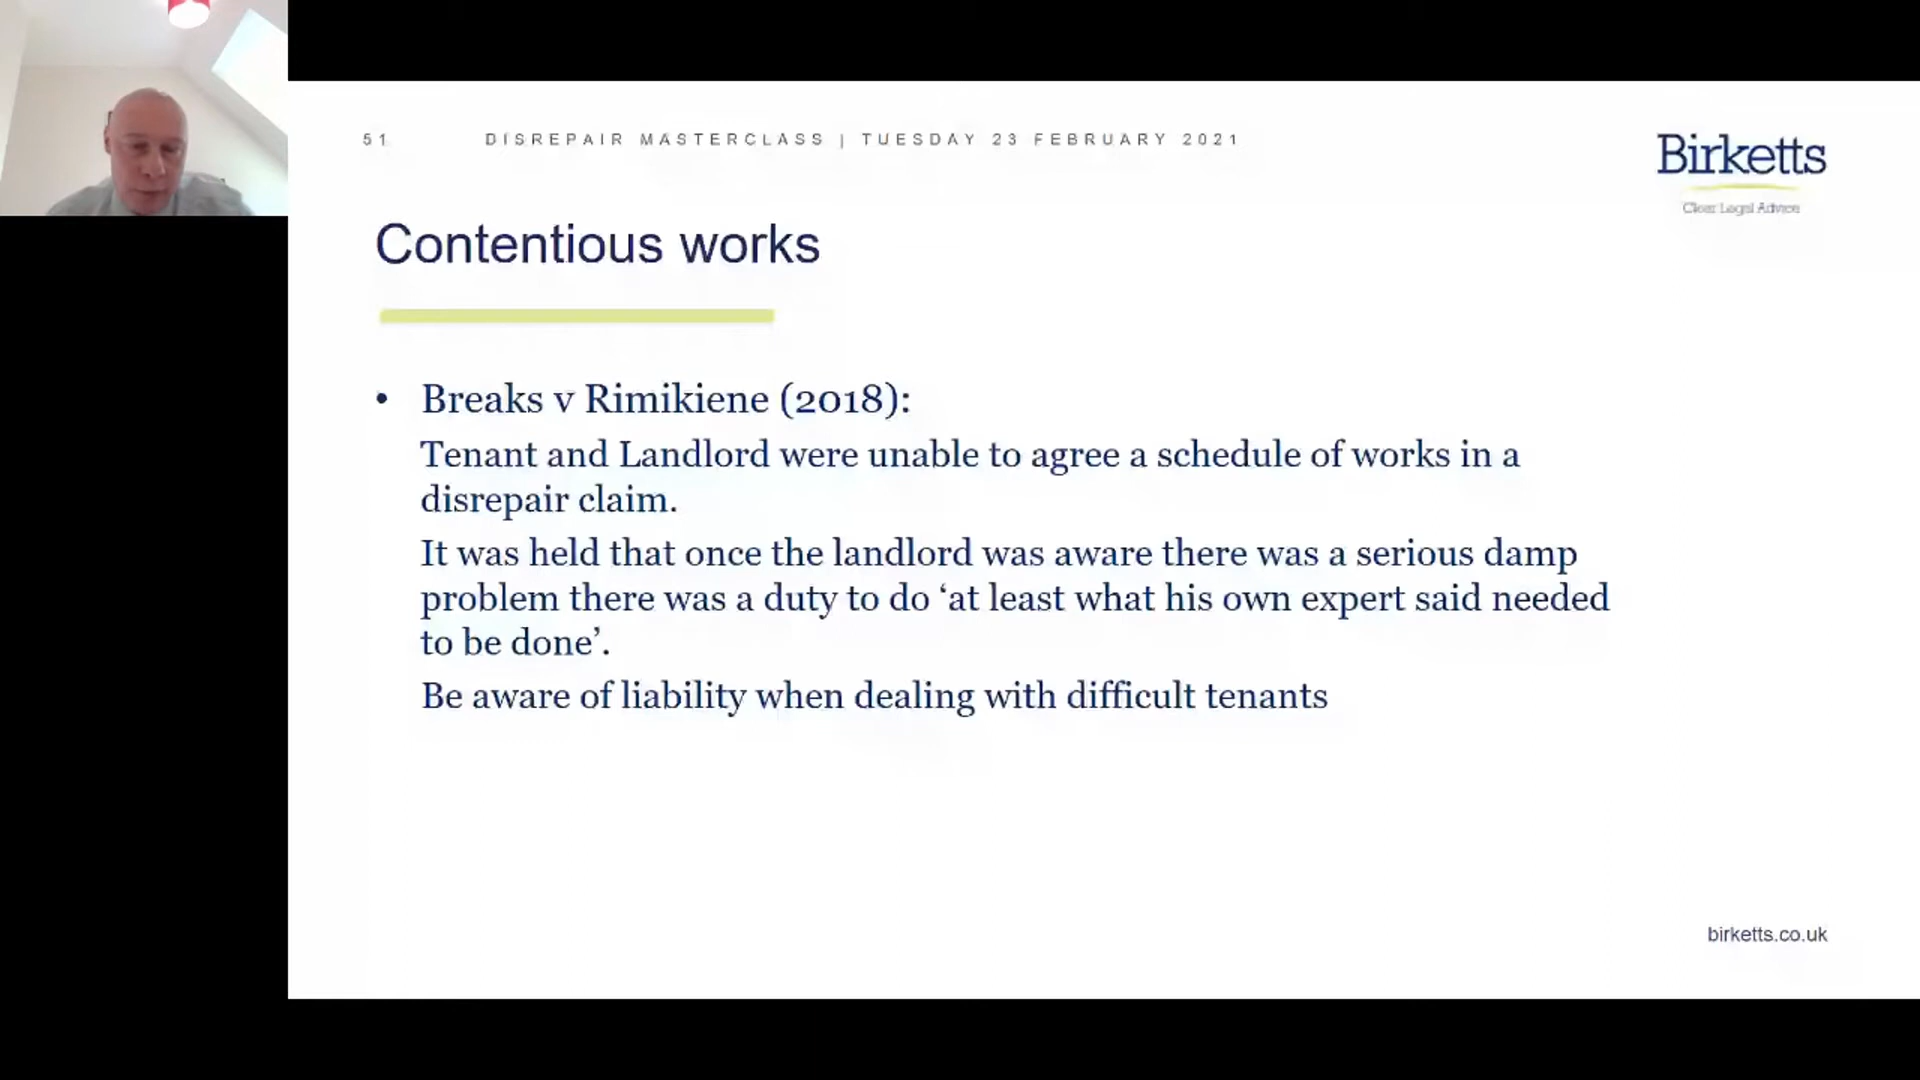 51 DISREPAIR MASTERCLASS | TUESDAY 23 FEBRUARY 2021
Birketts
Clear Legal Advice
Contentious works
• Breaks v Rimikiene (2018):
Tenant and Landlord were unable to agree a schedule of works in a
disrepair claim.
It was held that once the landlord was aware there was a serious damp
problem there was a duty to do ‘at least what his own expert said needed
to be done’.
Be aware of liability when dealing with difficult tenants
birketts.co.uk